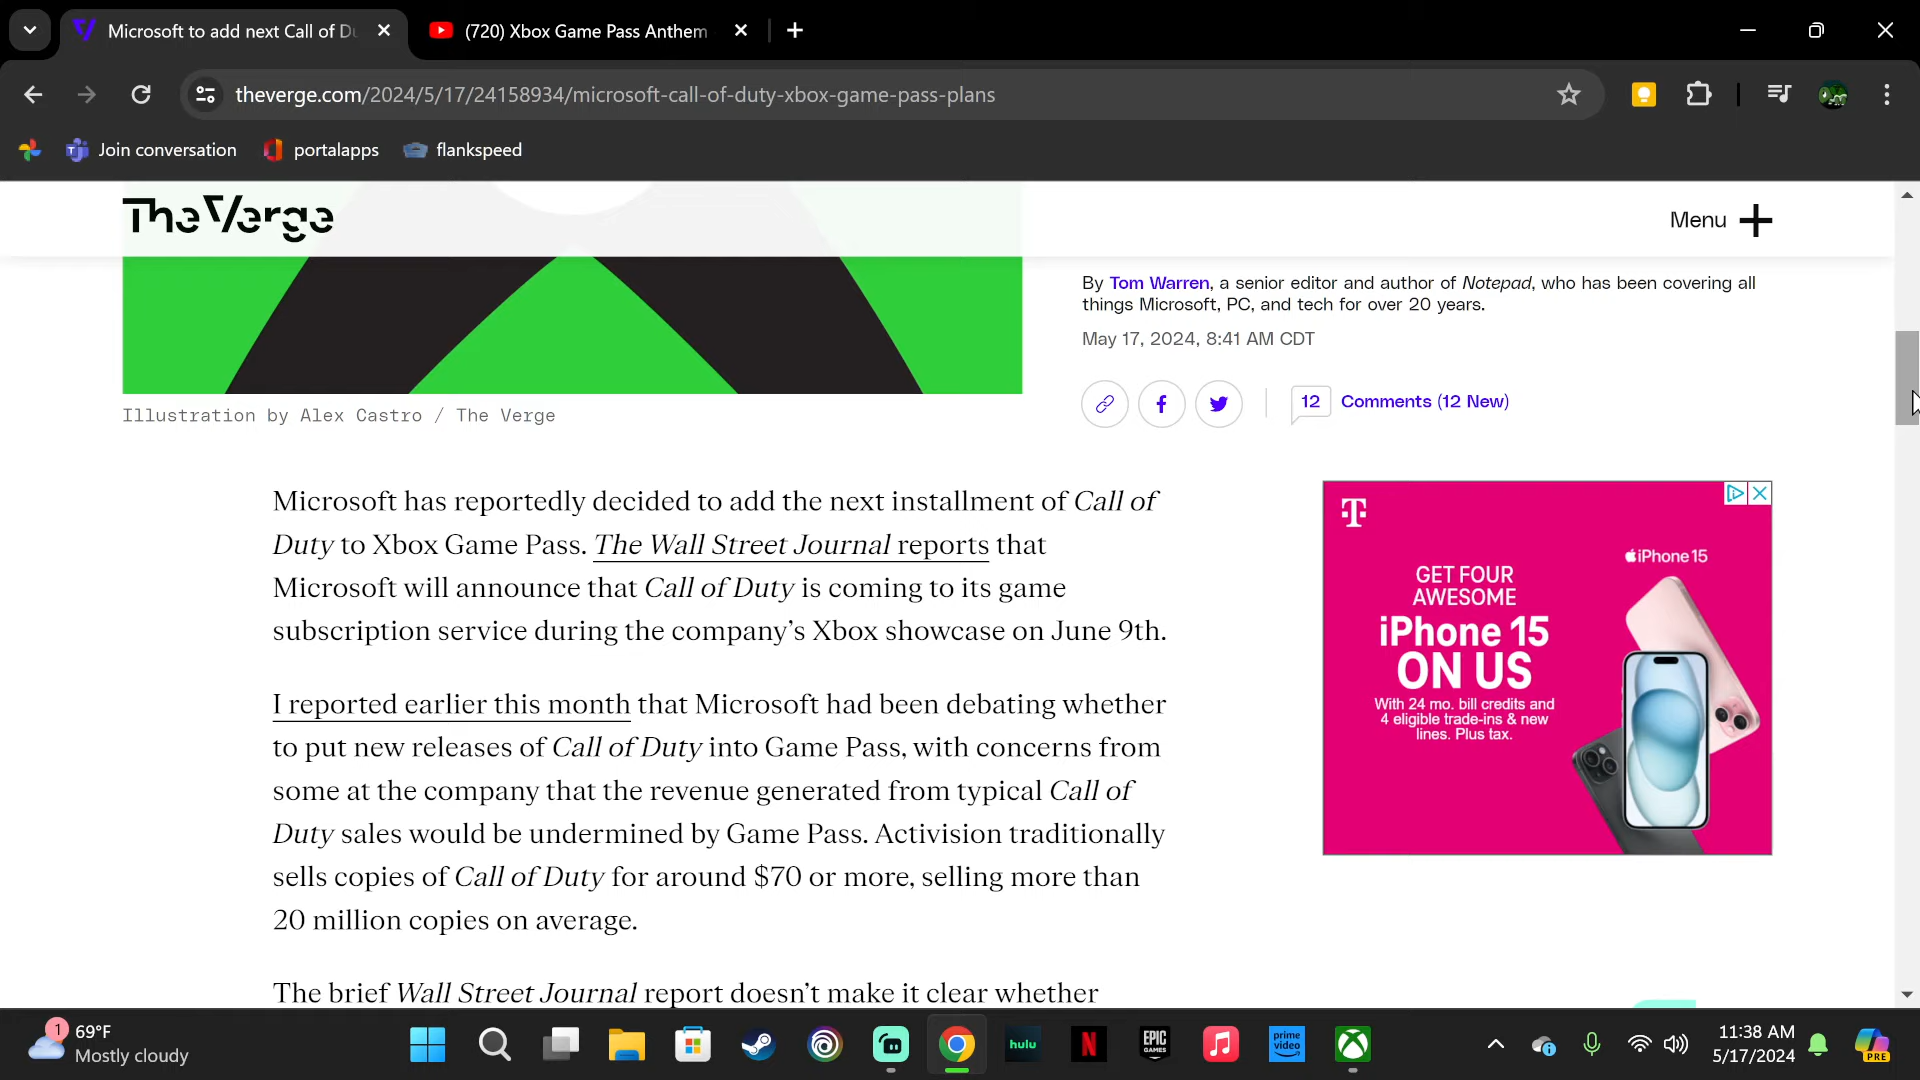 Microsoft to add next Call of Du
(720) Xbox Game Pass Anthem
theverge.com/2024/5/17/24158934/microsoft-call-of-duty-xbox-game-pass-plans
Join conversation
portalapps
flankspeed
The Verge
Menu
By Tom Warren, a senior editor and author of Notepad, who has been covering all
things Microsoft, PC, and tech for over 20 years.
May 17, 2024, 8:41 AM CDT
12 Comments (12 New)
Illustration by Alex Castro / The Verge
Microsoft has reportedly decided to add the next installment of Call of
Duty to Xbox Game Pass. The Wall Street Journal reports that
Microsoft will announce that Call of Duty is coming to its game
subscription service during the company’s Xbox showcase on June 9th.
I reported earlier this month that Microsoft had been debating whether
to put new releases of Call of Duty into Game Pass, with concerns from
some at the company that the revenue generated from typical Call of
Duty sales would be undermined by Game Pass. Activision traditionally
sells copies of Call of Duty for around $70 or more, selling more than
20 million copies on average.
The brief Wall Street Journal report doesn’t make it clear whether
T
iPhone 15
GET FOUR
AWESOME
iPhone 15
ON US
With 24 mo. bill credits and
4 eligible trade-ins & new
lines. Plus tax.
1
69°F
Mostly cloudy
hulu
N
EPIC
GAMES
prime
video
PRE
11:38 AM
5/17/2024